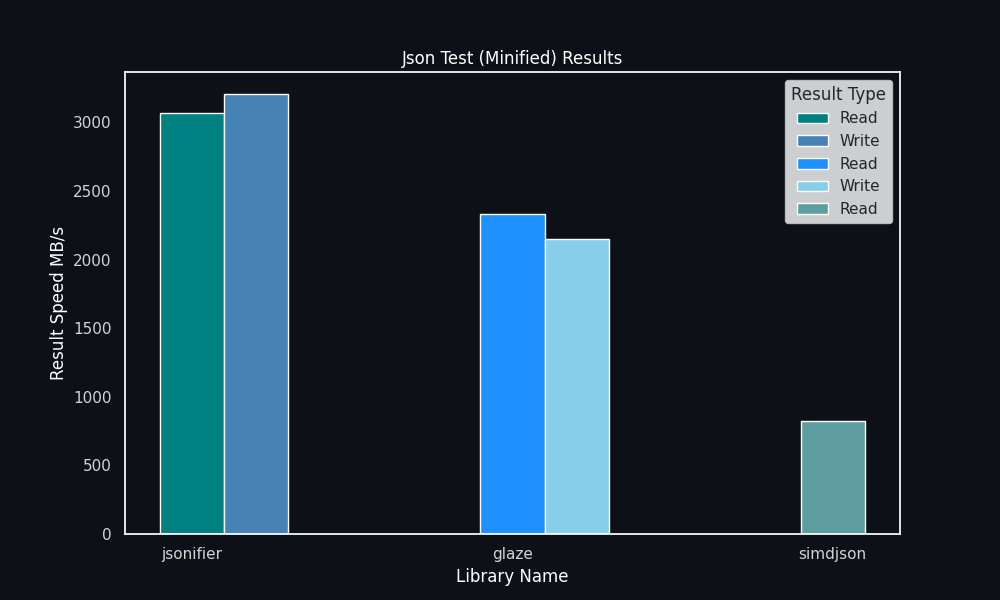 Json Test (Minified) Results
Result Type
Read
Write
Read
Write
Read
Result Speed MB/s
3000
2500
2000
1500
1000
500
0
jsonifier
glaze
simdjson
Library Name